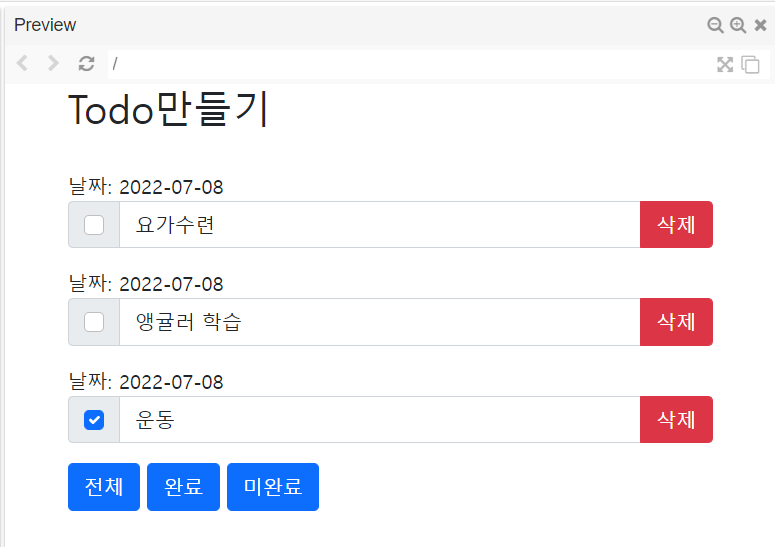 Preview
/
Todo만들기
날짜: 2022-07-08
요가수련 삭제
날짜: 2022-07-08
앵귤러 학습 삭제
날짜: 2022-07-08
운동 삭제
전체 완료 미완료